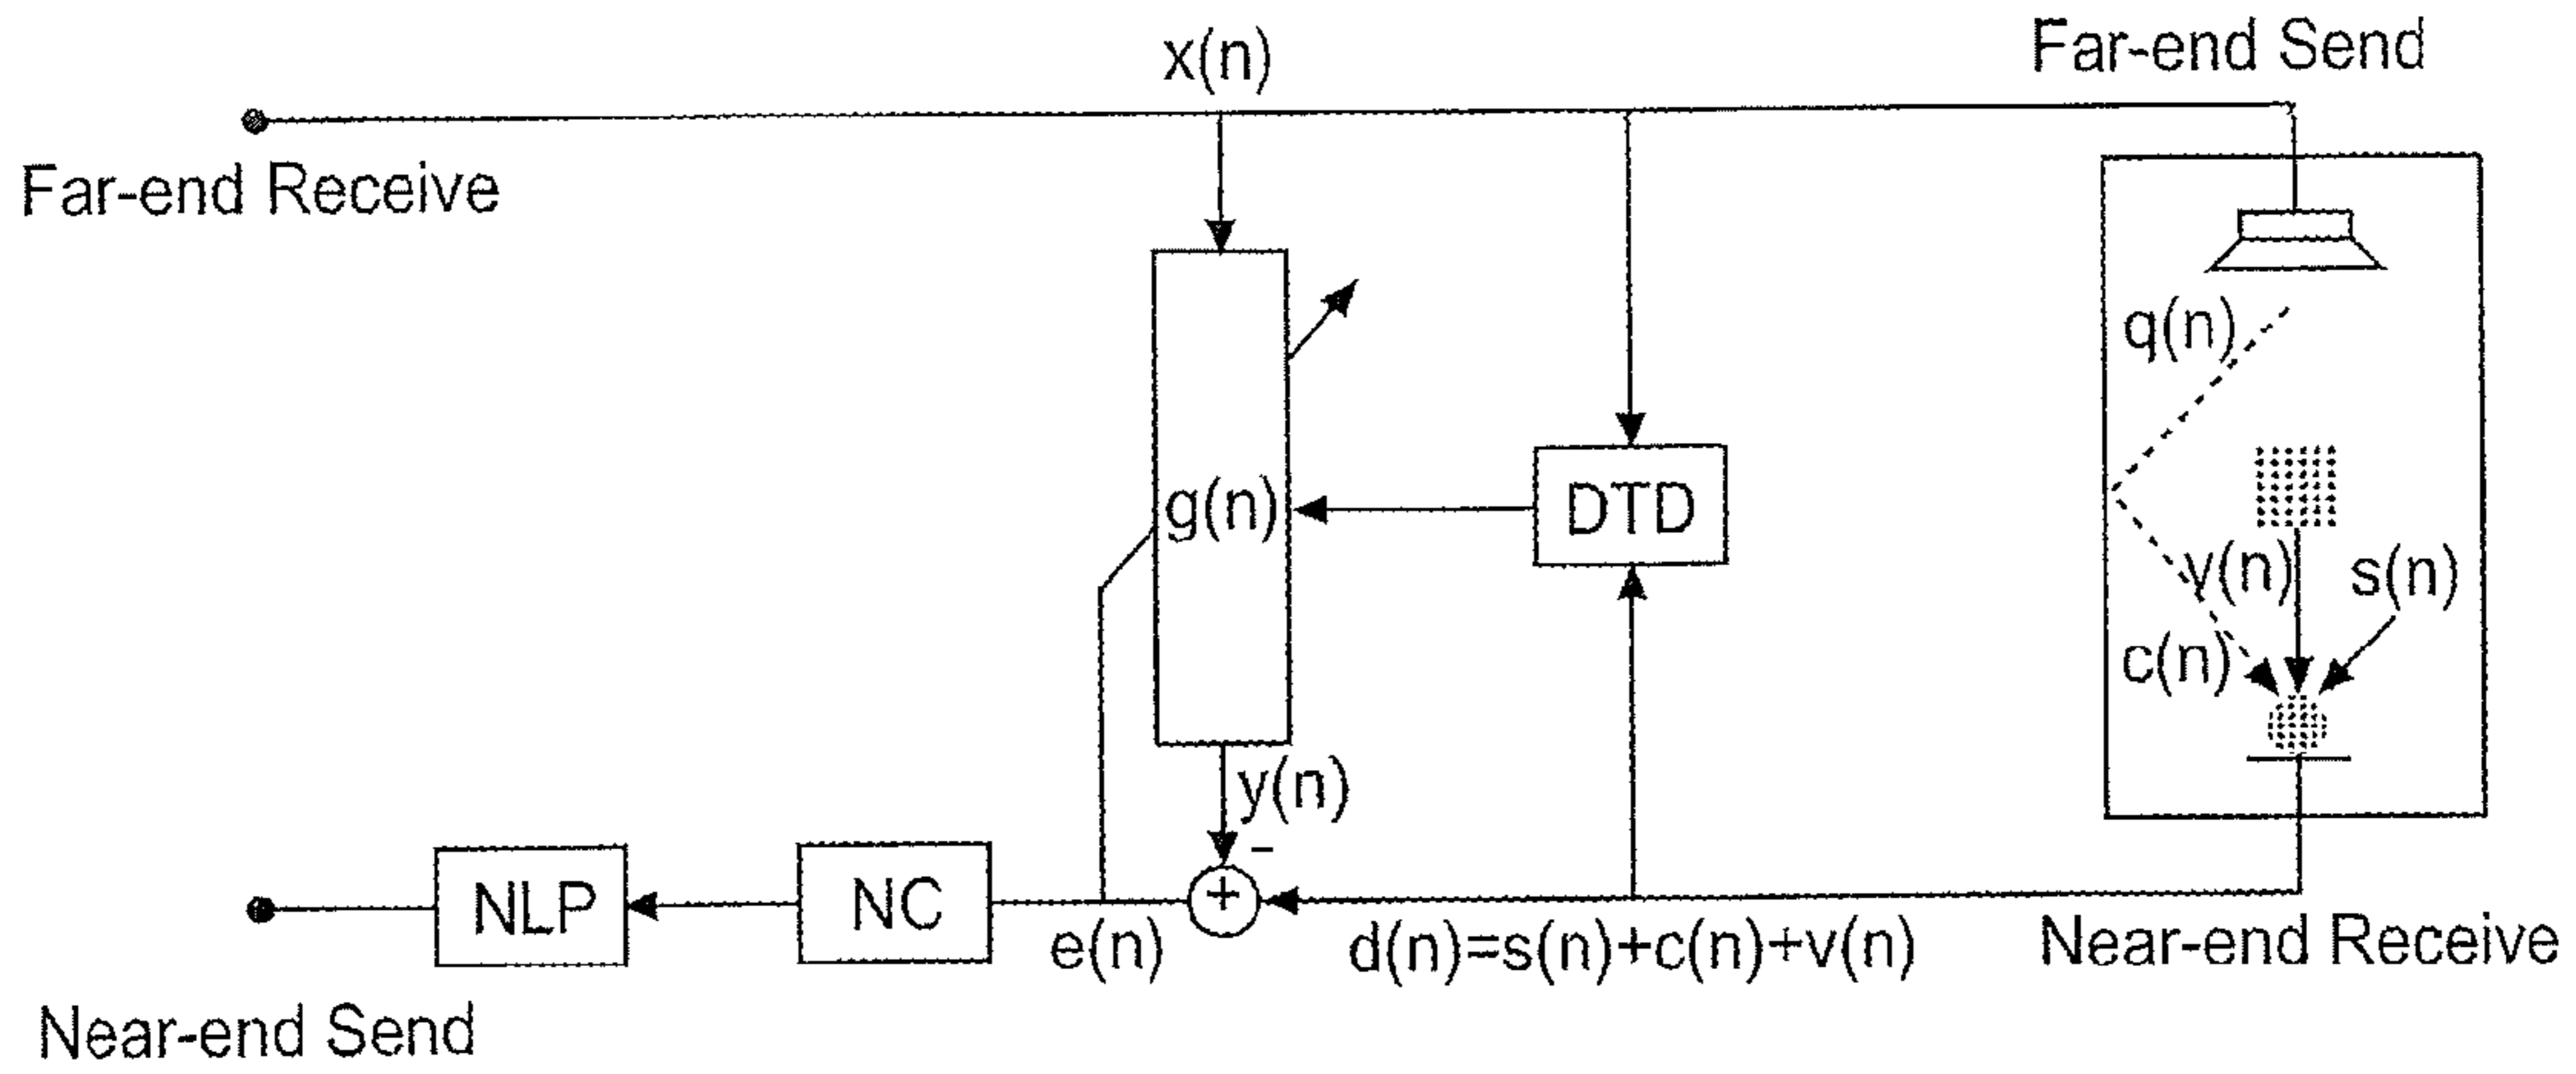 x(n)
Far-end Send
Far-end Receive
q(n)
g(n)
DTD
v(n)
s(n)
c(n)
y(n)
-
+
NLP
NC
e(n)
d(n)=s(n)+c(n)+v(n)
Near-end Receive
Near-end Send